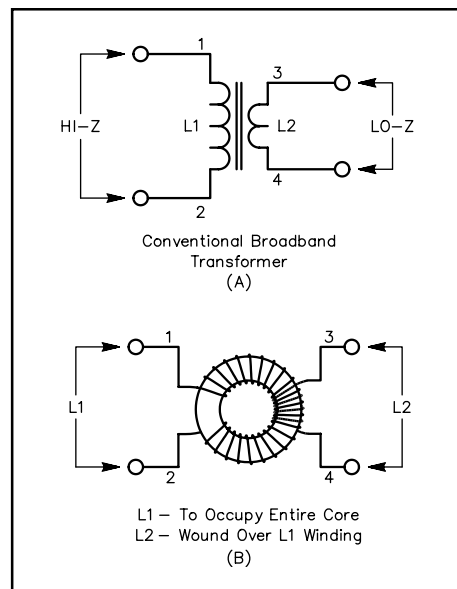 1
3
HI–Z
L1
L2
LO–Z
2
4
Conventional Broadband
Transformer
(A)
1
3
L1
L2
2
4
L1 – To Occupy Entire Core
L2 – Wound Over L1 Winding
(B)